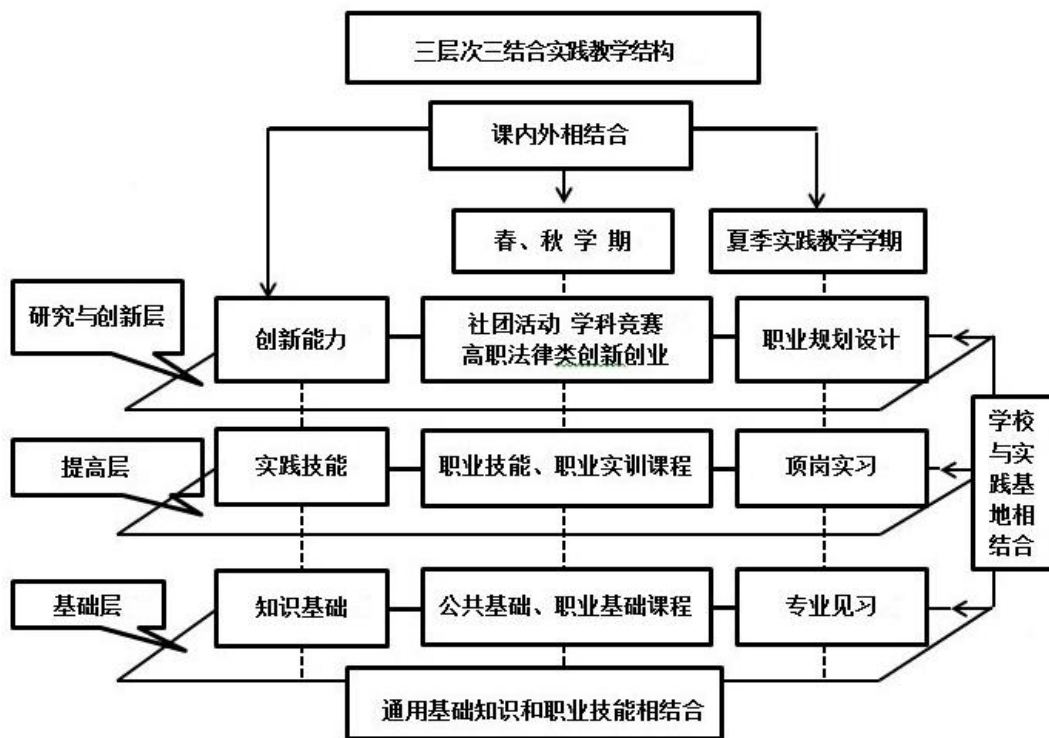 三层次三结合实践教学结构
课内外相结合
春、秋 学 期
夏季实践教学学期
研究与创新层
创新能力
社团活动 学科竞赛
高职法律类创新创业
职业规划设计
提高层
实践技能
职业技能、职业实训课程
顶岗实习
学校
与实
践基
地相
结合
基础层
知识基础
公共基础、职业基础课程
专业见习
通用基础知识和职业技能相结合